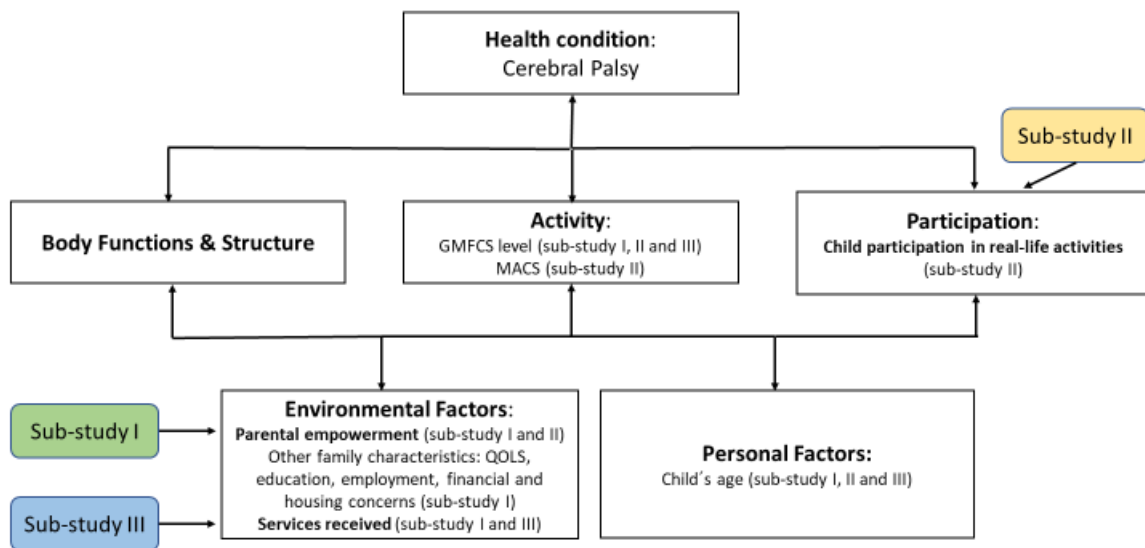 Health condition:
Cerebral Palsy
Sub-study II
Body Functions & Structure
Activity:
GMFCS level (sub-study I, II and III)
MACS (sub-study II)
Participation:
Child participation in real-life activities
(sub-study II)
Sub-study I
Sub-study III
Environmental Factors:
Parental empowerment (sub-study I and II)
Other family characteristics: QOLS,
education, employment, financial and
housing concerns (sub-study I)
Services received (sub-study I and III)
Personal Factors:
Child´s age (sub-study I, II and III)